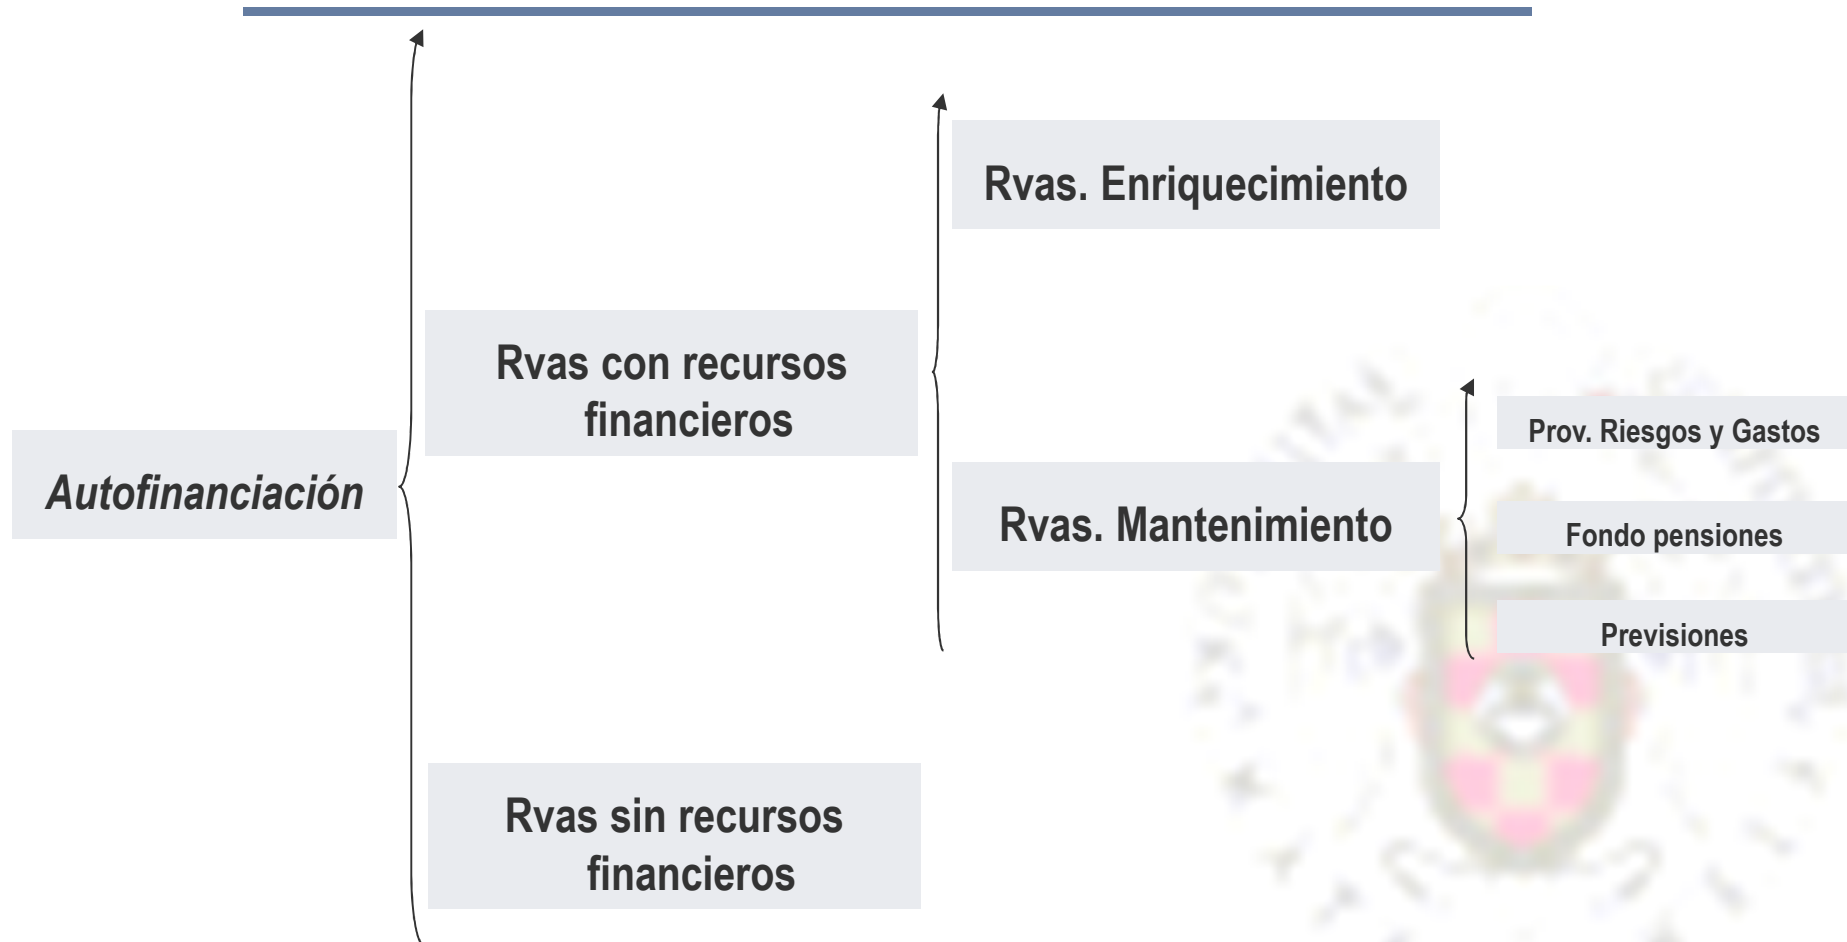 Autofinanciación
Rvas con recursos
financieros
Rvas. Enriquecimiento
Rvas. Mantenimiento
Prov. Riesgos y Gastos
Fondo pensiones
Previsiones
Rvas sin recursos
financieros